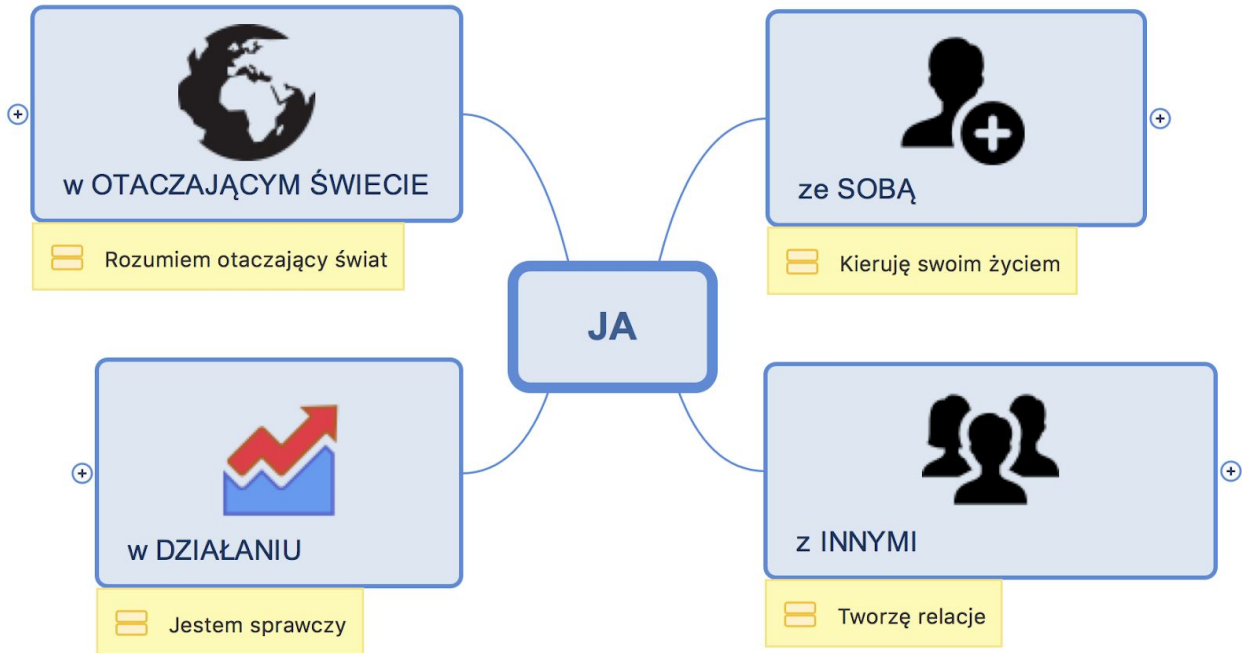 w OTACZAJĄCYM ŚWIECIE
Rozumiem otaczający świat
ze SOBĄ
Kieruję swoim życiem
JA
w DZIAŁANIU
Jestem sprawczy
z INNYMI
Tworzę relacje